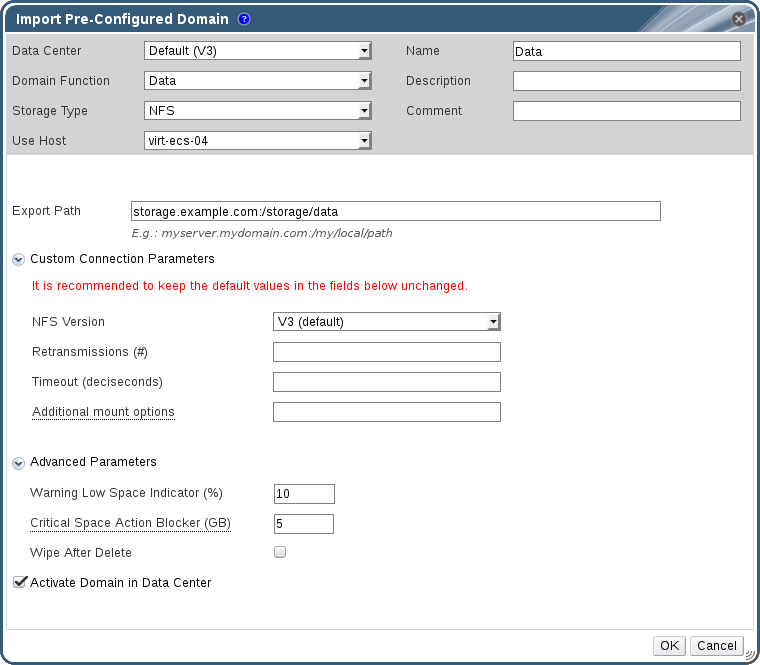 Import Pre-Configured Domain ?
Data Center Default (V3) Name Data
Domain Function Data Description
Storage Type NFS Comment
Use Host virt-ecs-04
Export Path storage.example.com:/storage/data
E.g.: myserver.mydomain.com:/my/local/path
Custom Connection Parameters
It is recommended to keep the default values in the fields below unchanged.
NFS Version V3 (default)
Retransmissions (#)
Timeout (deciseconds)
Additional mount options
Advanced Parameters
Warning Low Space Indicator (%) 10
Critical Space Action Blocker (GB) 5
Wipe After Delete
Activate Domain in Data Center
OK Cancel